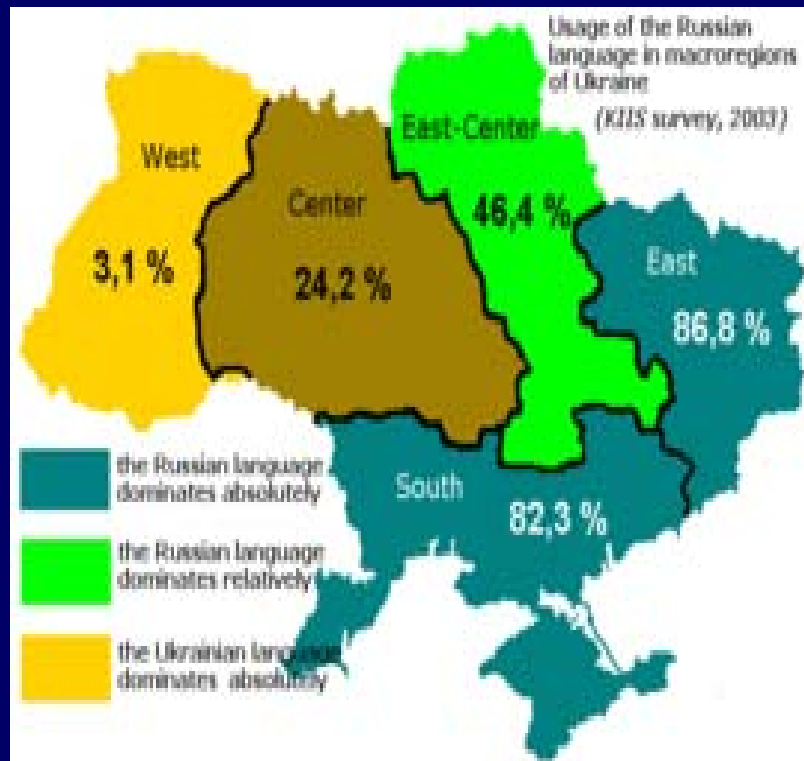 Usage of the Russian
language in macroregions
of Ukraine
(KIIS survey, 2003)
East-Center
46,4 %
West
3,1 %
Center
24,2 %
East
86,8 %
South
82,3 %
the Russian language
dominates absolutely
the Russian language
dominates relatively
the Ukrainian language
dominates absolutely